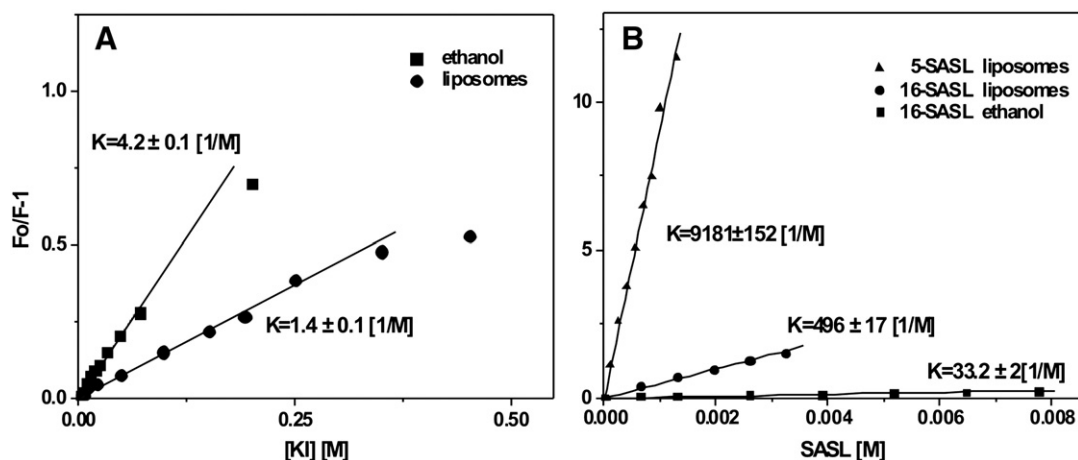 A
ethanol
liposomes
K=4.2 ± 0.1 [1/M]
K=1.4 ± 0.1 [1/M]
Fo/F-1
1.0
0.5
0.0
0.00
0.25
0.50
[KI] [M]
B
5-SASL liposomes
16-SASL liposomes
16-SASL ethanol
K=9181±152 [1/M]
K=496 ± 17 [1/M]
K=33.2 ± 2[1/M]
10
5
0
0.000
0.002
0.004
0.006
0.008
SASL [M]